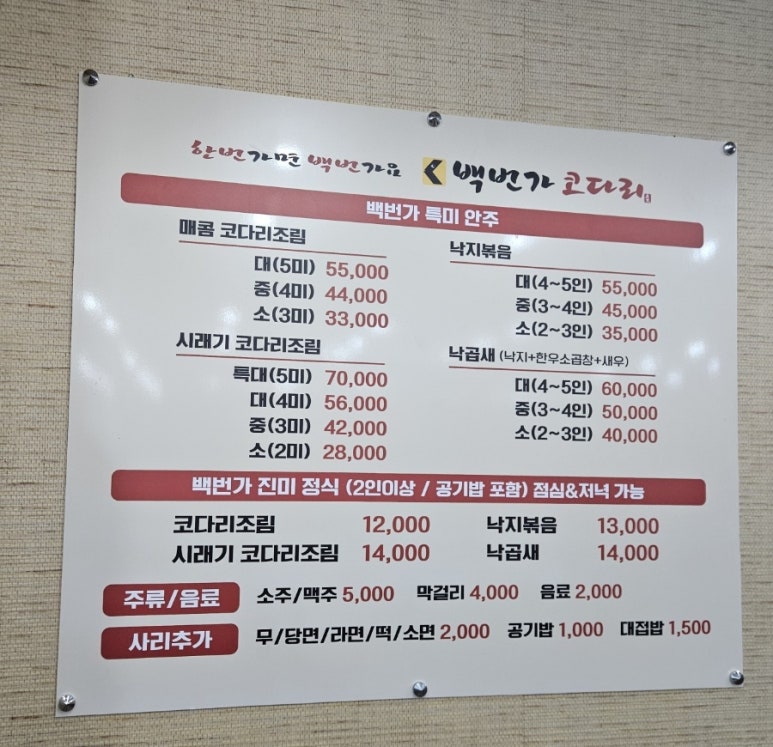 한번가면 백번가요 백번가 코다리
백번가 특미 안주
매콤 코다리조림
대(5미) 55,000
중(4미) 44,000
소(3미) 33,000
시래기 코다리조림
특대(5미) 70,000
대(4미) 56,000
중(3미) 42,000
소(2미) 28,000
낙지볶음
대(4~5인) 55,000
중(3~4인) 45,000
소(2~3인) 35,000
낙곱새 (낙지+한우소곱창+새우)
대(4~5인) 60,000
중(3~4인) 50,000
소(2~3인) 40,000
백번가 진미 정식 (2인이상 / 공기밥 포함) 점심&저녁 가능
코다리조림 12,000 낙지볶음 13,000
시래기 코다리조림 14,000 낙곱새 14,000
주류/음료 소주/맥주 5,000 막걸리 4,000 음료 2,000
사리추가 무/당면/라면/떡/소면 2,000 공기밥 1,000 대접밥 1,500